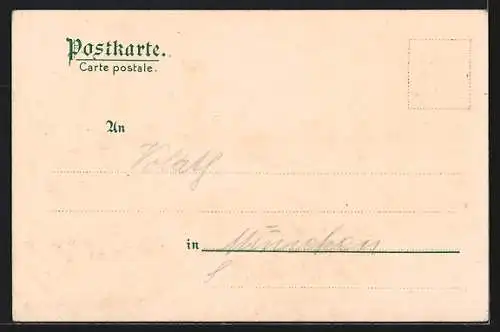 Postkarte.
Carte postale.
An
in München